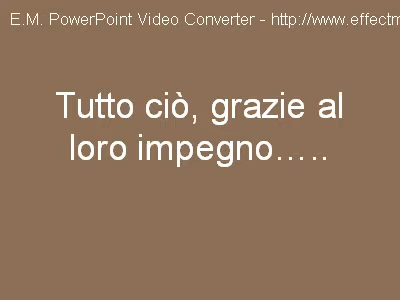 E.M. PowerPoint Video Converter - http://www.effectm
Tutto ciò, grazie al
loro impegno…..